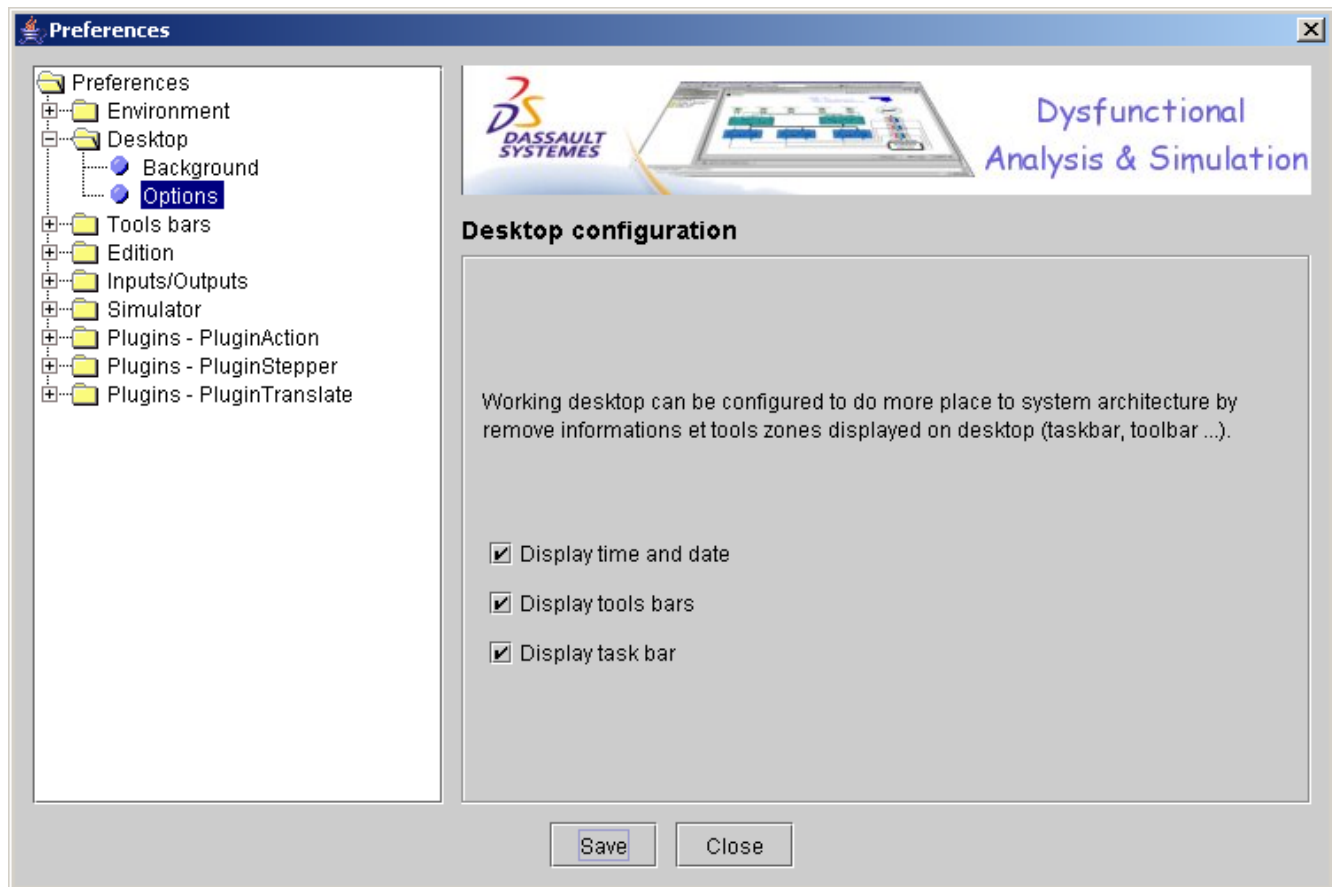 Preferences
Preferences
Environment
Desktop
Background
Options
Tools bars
Edition
Inputs/Outputs
Simulator
Plugins - PluginAction
Plugins - PluginStepper
Plugins - PluginTranslate
DASSAULT
SYSTEMES
Dysfunctional
Analysis & Simulation
Desktop configuration
Working desktop can be configured to do more place to system architecture by
remove informations et tools zones displayed on desktop (taskbar, toolbar ...).
Display time and date
Display tools bars
Display task bar
Save
Close